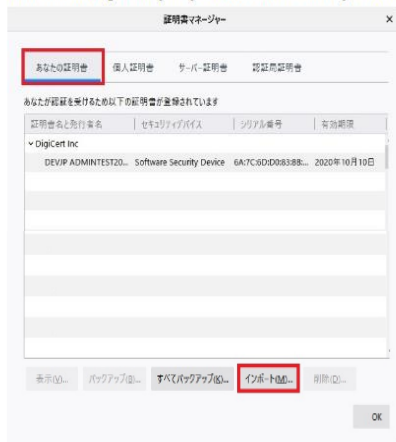 証明書マネージャー
×
あなたの証明書 個人証明書 サーバー証明書 認証局証明書
あなたが認証を受けるため以下の証明書が登録されています
証明書名と発行者名 セキュリティデバイス シリアル番号 有効期限
DigiCert Inc
DEVJP ADMINTEST20... Software Security Device 6A:7C:6D:D0:83:8B:... 2020年10月10日
表示(V)... バックアップ(B)... すべてバックアップ(K)... インポート(M)... 削除(D)...
OK